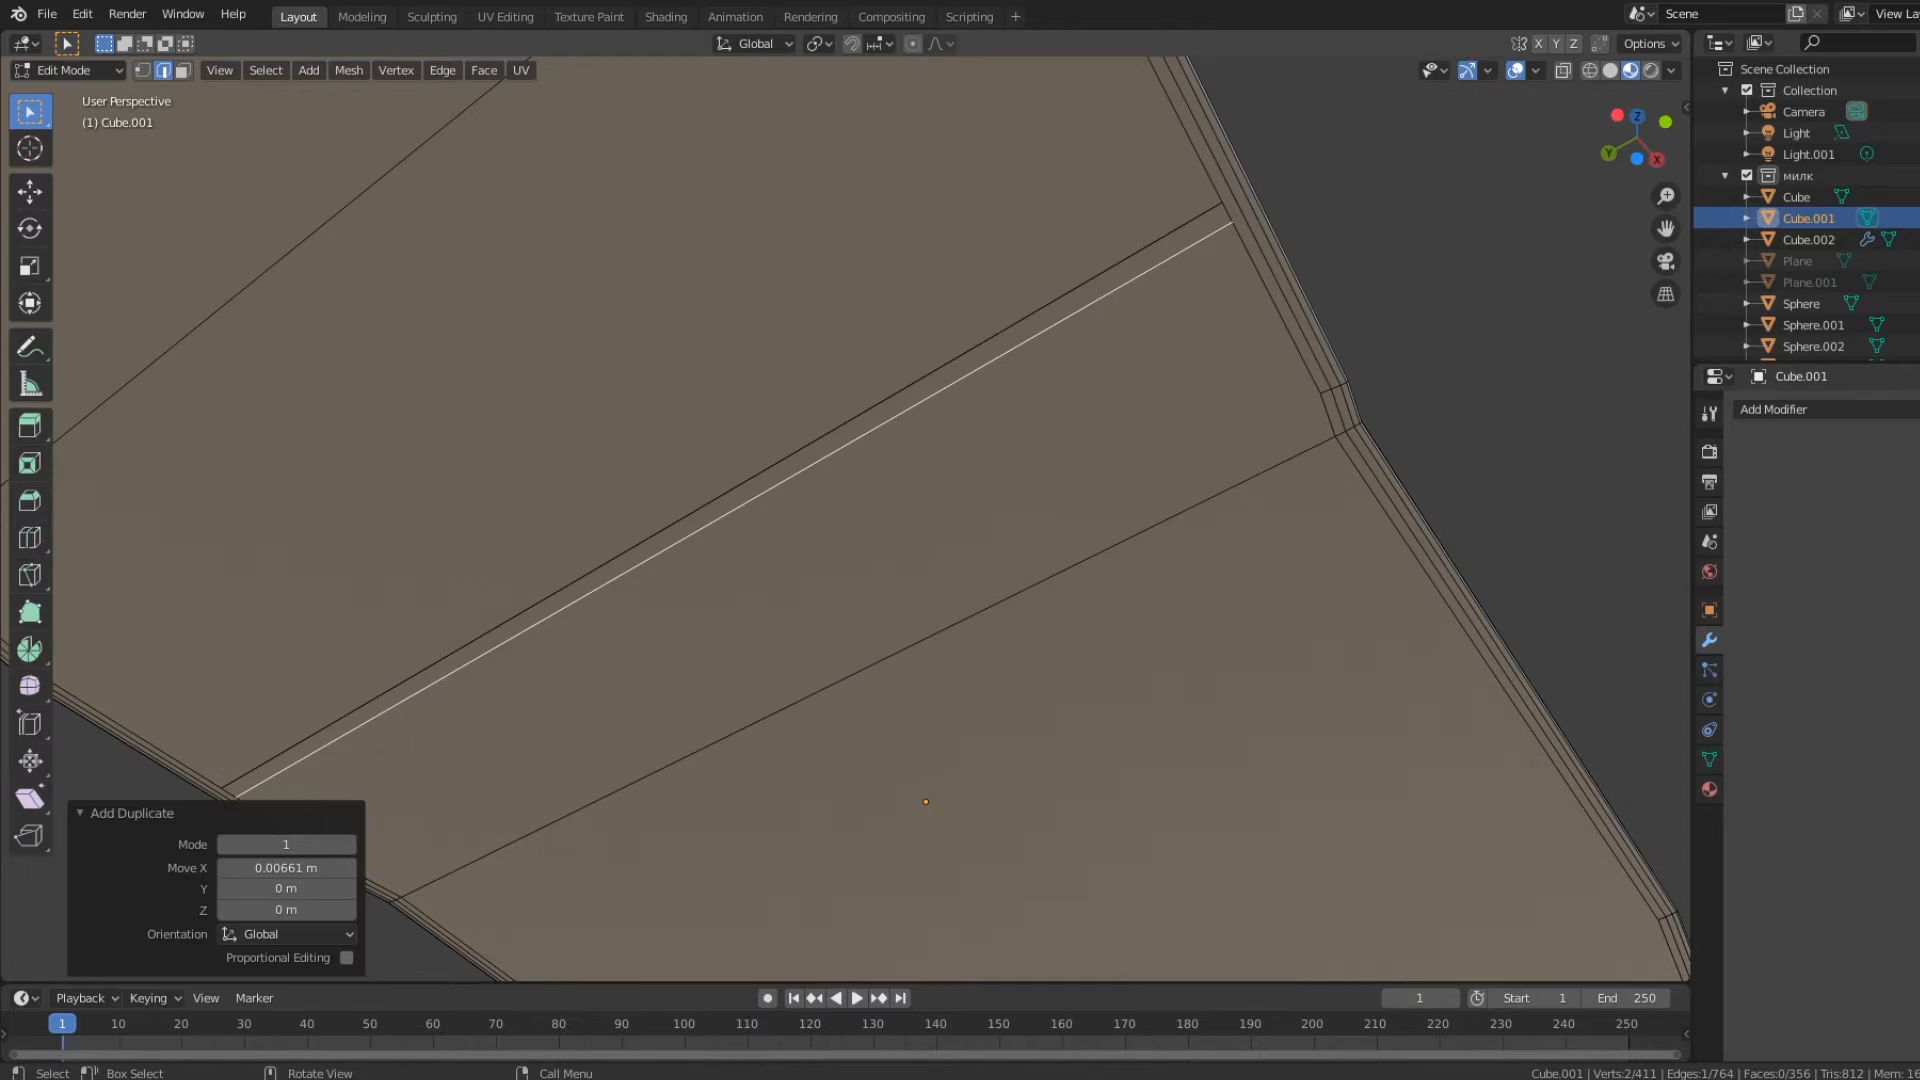 File Edit Render Window Help Layout Modeling Sculpting UV Editing Texture Paint Shading Animation Rendering Compositing Scripting + Scene View La
Global X Y Z Options
Edit Mode View Select Add Mesh Vertex Edge Face UV
User Perspective
(1) Cube.001
Z
Y
X
Scene Collection
Collection
Camera
Light
Light.001
милк
Cube
Cube.001
Cube.002
Plane
Plane.001
Sphere
Sphere.001
Sphere.002
Cube.001
Add Modifier
Add Duplicate
Mode 1
Move X 0.00661 m
Y 0 m
Z 0 m
Orientation Global
Proportional Editing
Playback Keying View Marker 1 Start 1 End 250
1 10 20 30 40 50 60 70 80 90 100 110 120 130 140 150 160 170 180 190 200 210 220 230 240 250
Select Box Select Rotate View Call Menu Cube.001 | Verts:2/411 | Edges:1/764 | Faces:0/356 | Tris:812 | Mem: 16